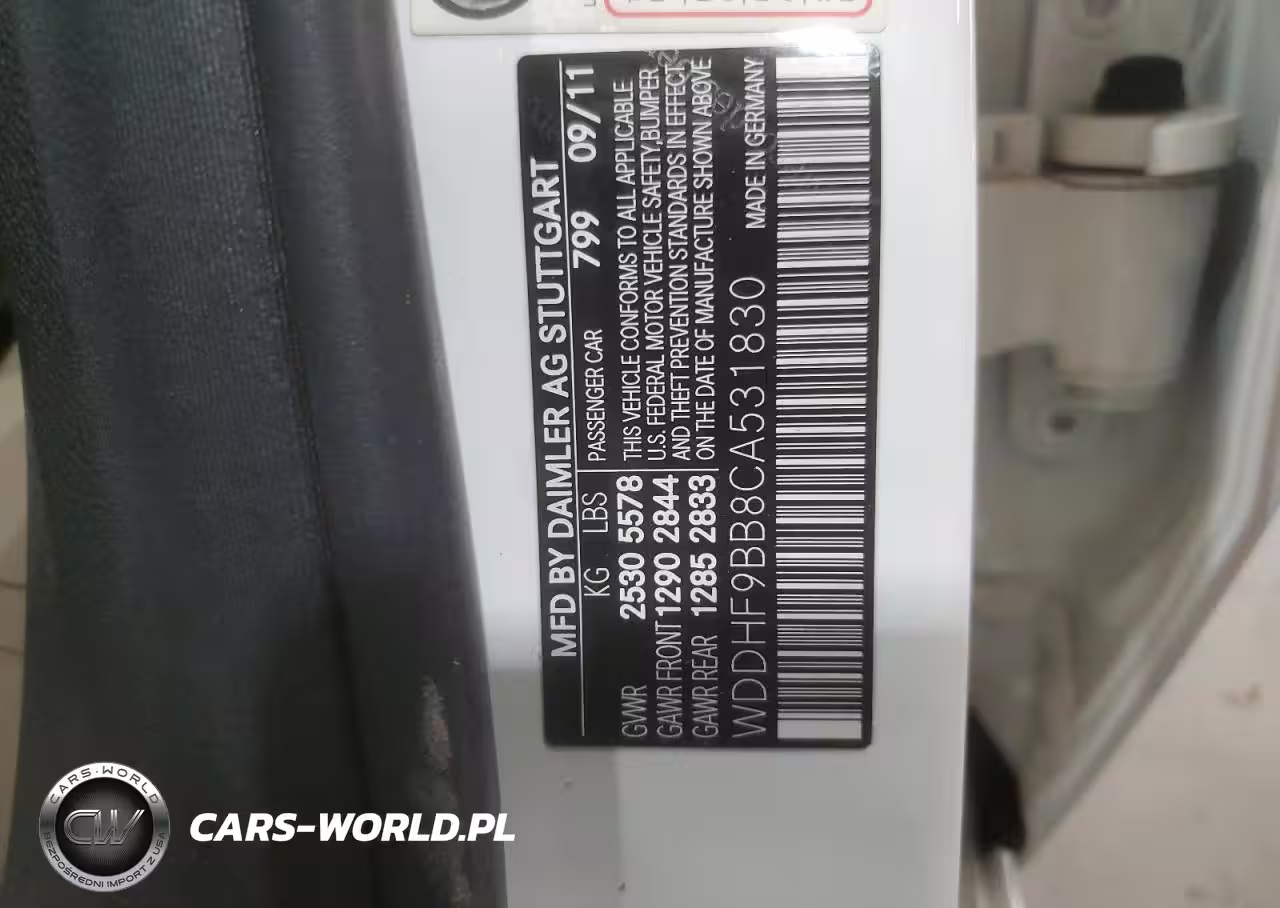 MFD BY DAIMLER AG STUTTGART
PASSENGER CAR 799 09/11
KG LBS
GVWR 2530 5578
GAWR FRONT 1290 2844
GAWR REAR 1285 2833
THIS VEHICLE CONFORMS TO ALL APPLICABLE
U.S. FEDERAL MOTOR VEHICLE SAFETY,BUMPER
AND THEFT PREVENTION STANDARDS IN EFFECT
ON THE DATE OF MANUFACTURE SHOWN ABOVE
WDDHF9BB8CA531830 MADE IN GERMANY
CARS-WORLD
CW
BEZPOŚREDNI IMPORT Z USA
CARS-WORLD.PL